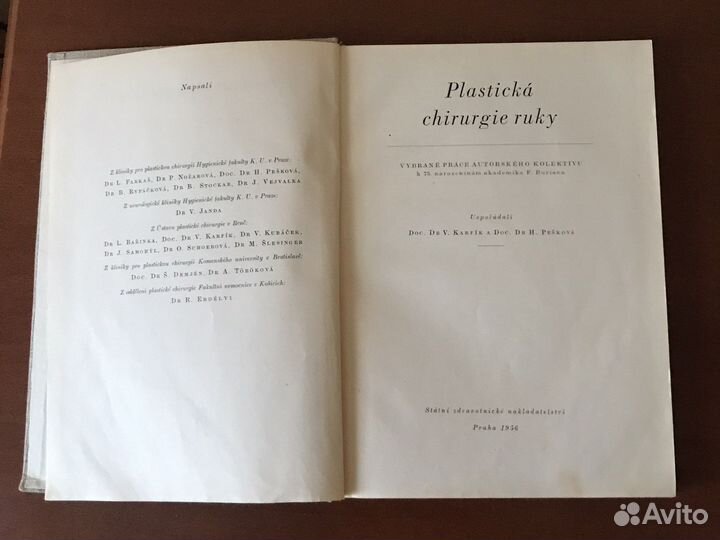 Napsali
Z kliniky pro plastickou chirurgii Hygienické fakulty K. U. v Praze:
Dr L. Farkaš, Dr P. Nožarová, Doc. Dr H. Pešková,
Dr B. Rypáčková, Dr B. Stockar, Dr J. Vejvalka
Z neurologické kliniky Hygienické fakulty K. U. v Praze:
Dr V. Janda
Z Ústavu plastické chirurgie v Brně:
Dr L. Bařinka, Doc. Dr V. Karfík, Dr V. Kubáček,
Dr J. Samohýl, Dr O. Schoberová, Dr M. Šlesinger
Z kliniky pro plastickou chirurgii Komenského university v Bratislavě:
Doc. Dr Š. Demjén, Dr A. Töröková
Z oddělení plastické chirurgie Fakultní nemocnice v Košicích:
Dr R. Erdélyi
Plastická
chirurgie ruky
VYBRANÉ PRÁCE AUTORSKÉHO KOLEKTIVU
k 75. narozeninám akademika F. Buriana
Uspořádali
Doc. Dr V. Karfík a Doc. Dr H. Pešková
Státní zdravotnické nakladatelství
Praha 1956
Avito